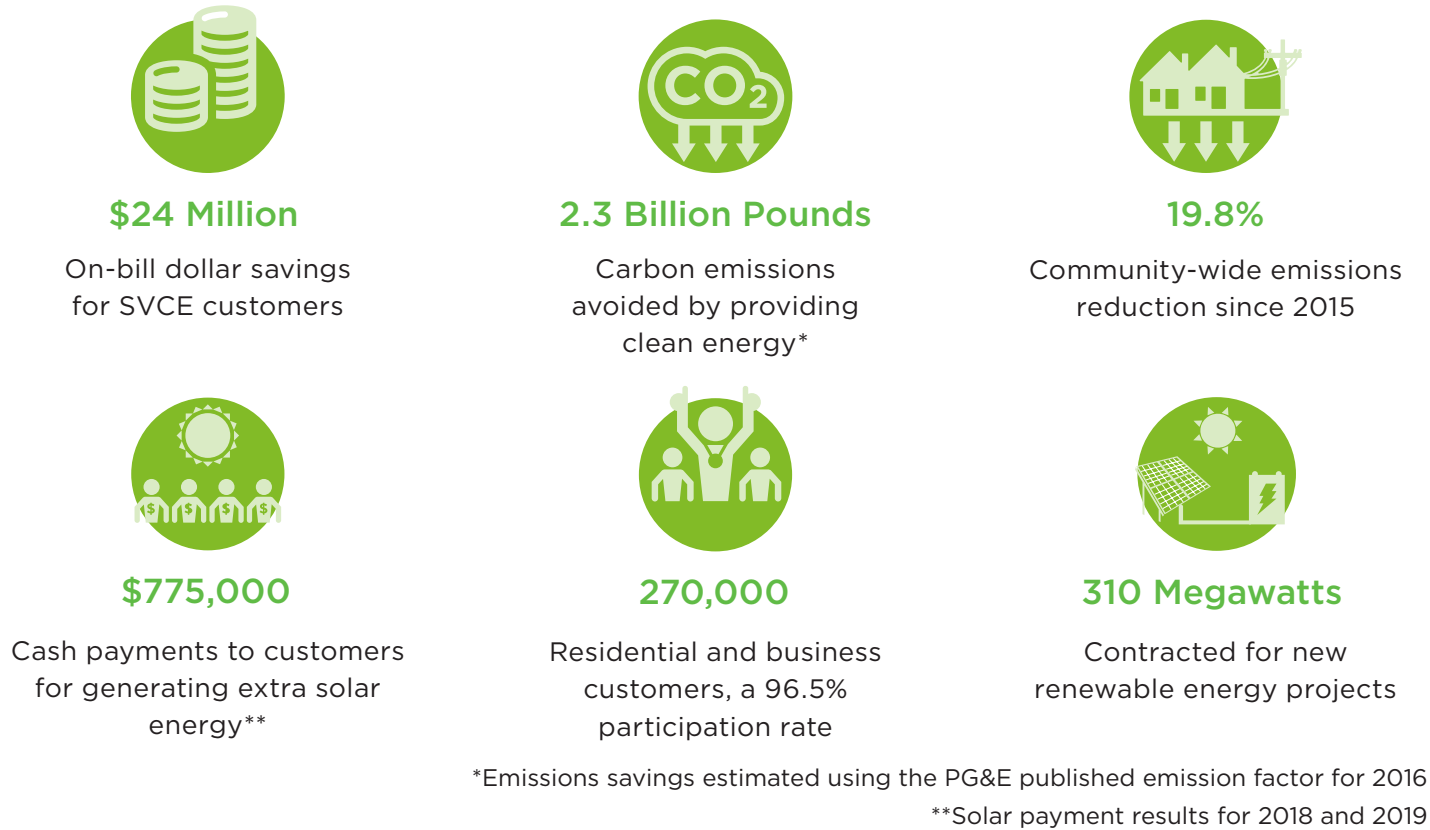 CO2
$24 Million
On-bill dollar savings
for SVCE customers
2.3 Billion Pounds
Carbon emissions
avoided by providing
clean energy*
19.8%
Community-wide emissions
reduction since 2015
$ $ $ $
$775,000
Cash payments to customers
for generating extra solar
energy**
270,000
Residential and business
customers, a 96.5%
participation rate
310 Megawatts
Contracted for new
renewable energy projects
*Emissions savings estimated using the PG&E published emission factor for 2016
**Solar payment results for 2018 and 2019